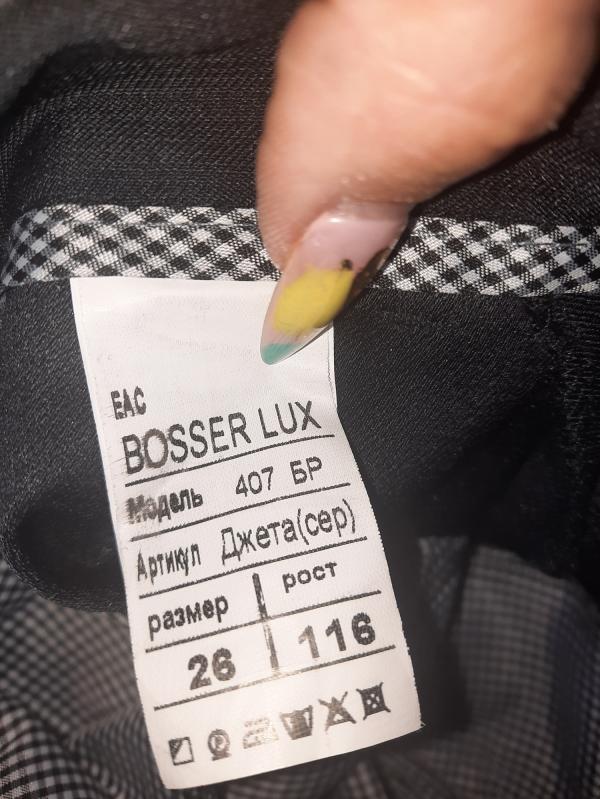 EAC
BOSSER LUX
Модель 407 БР
Артикул Джета(сер)
размер рост
26 116